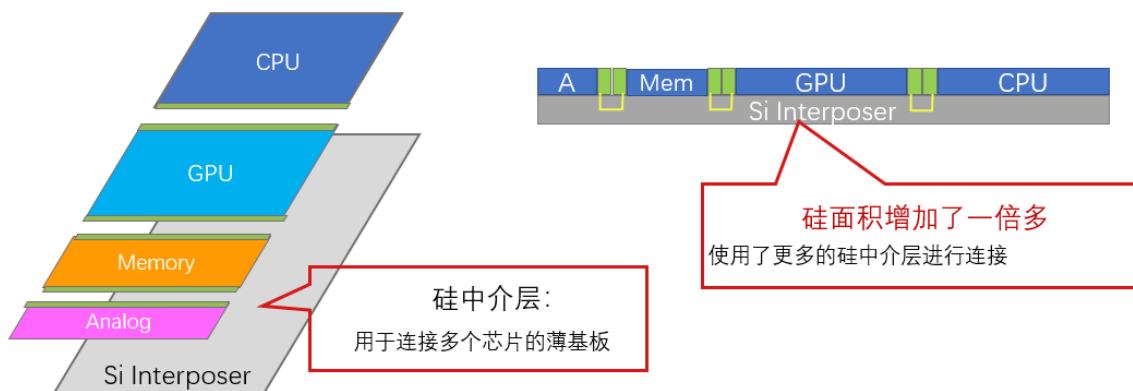 CPU
GPU
Memory
Analog
Si Interposer
硅中介层：
用于连接多个芯片的薄基板
A
Mem
GPU
CPU
Si Interposer
硅面积增加了一倍多
使用了更多的硅中介层进行连接